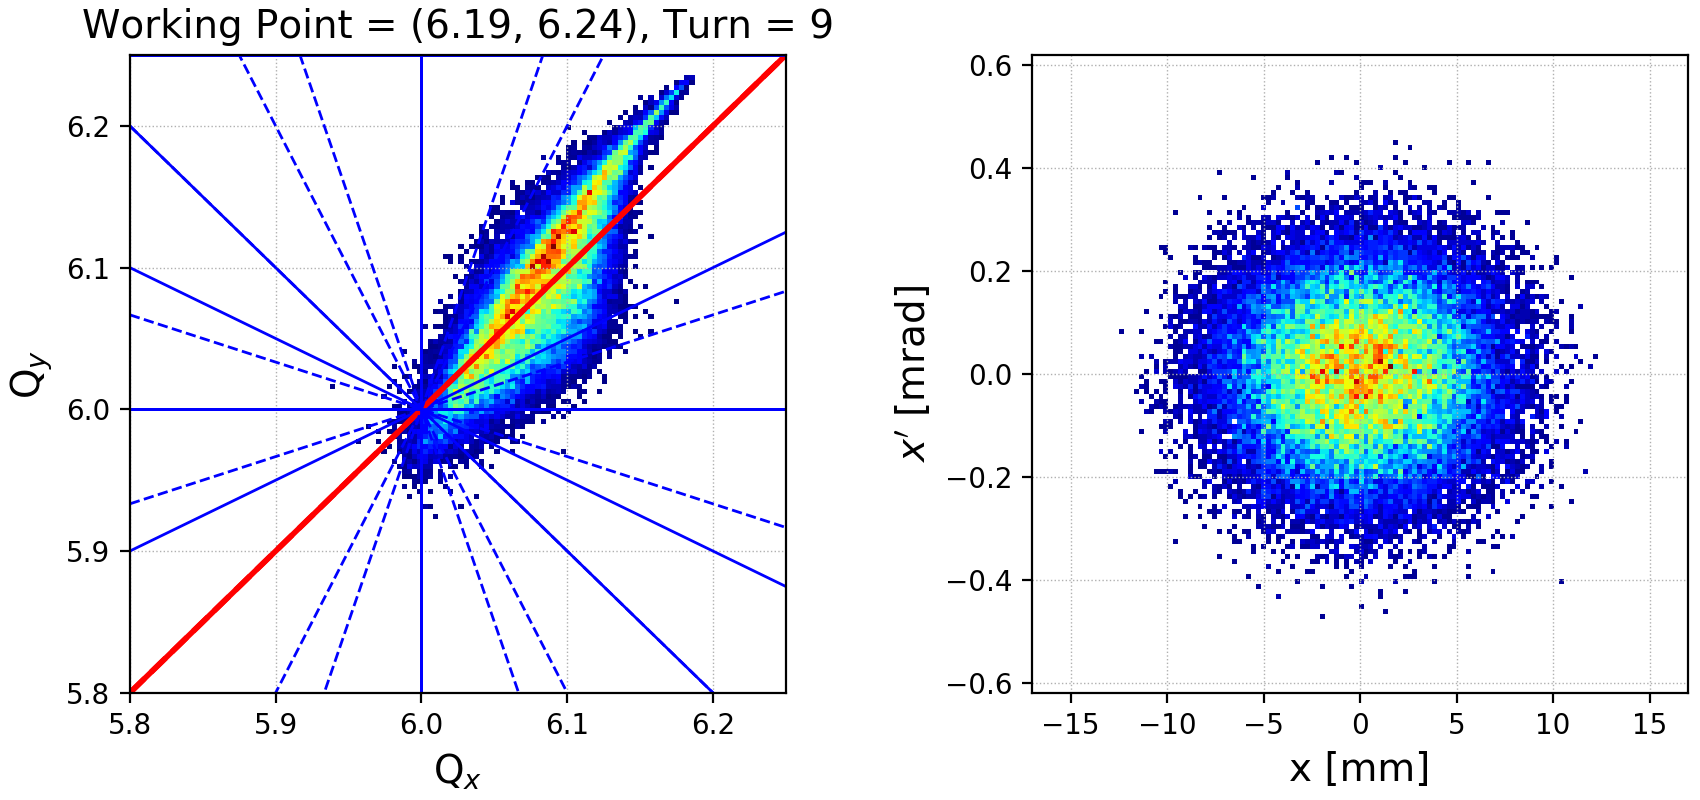 Working Point = (6.19, 6.24), Turn = 9
6.2
6.1
6.0
5.9
5.8
Qy
5.8 5.9 6.0 6.1 6.2
Qx
0.6
0.4
0.2
0.0
−0.2
−0.4
−0.6
x′ [mrad]
−15 −10 −5 0 5 10 15
x [mm]